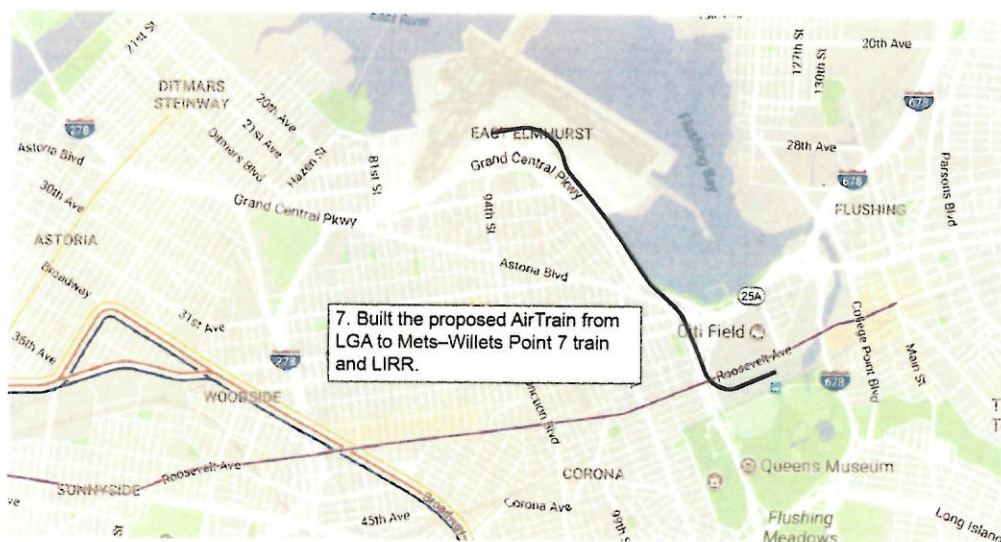 East River
21st St
127th St
130th St
20th Ave
DITMARS
STEINWAY
278
20th Ave
21st Ave
Ditmars Blvd
Hazen St
Astoria Blvd
81st St
EAST ELMHURST
Grand Central Pkwy
Flushing Bay
28th Ave
678
678
Parsons Blvd
30th Ave
Grand Central Pkwy
94th St
FLUSHING
ASTORIA
Broadway
Astoria Blvd
31st Ave
25A
7. Built the proposed AirTrain from
LGA to Mets–Willets Point 7 train
and LIRR.
Citi Field
College Point Blvd
35th Ave
278
Roosevelt Ave
Main St
678
WOODSIDE
Junction Blvd
Roosevelt Ave
SUNNYSIDE
CORONA
Queens Museum
Broadway
45th Ave
Corona Ave
99th St
Flushing
Meadows
Long Island